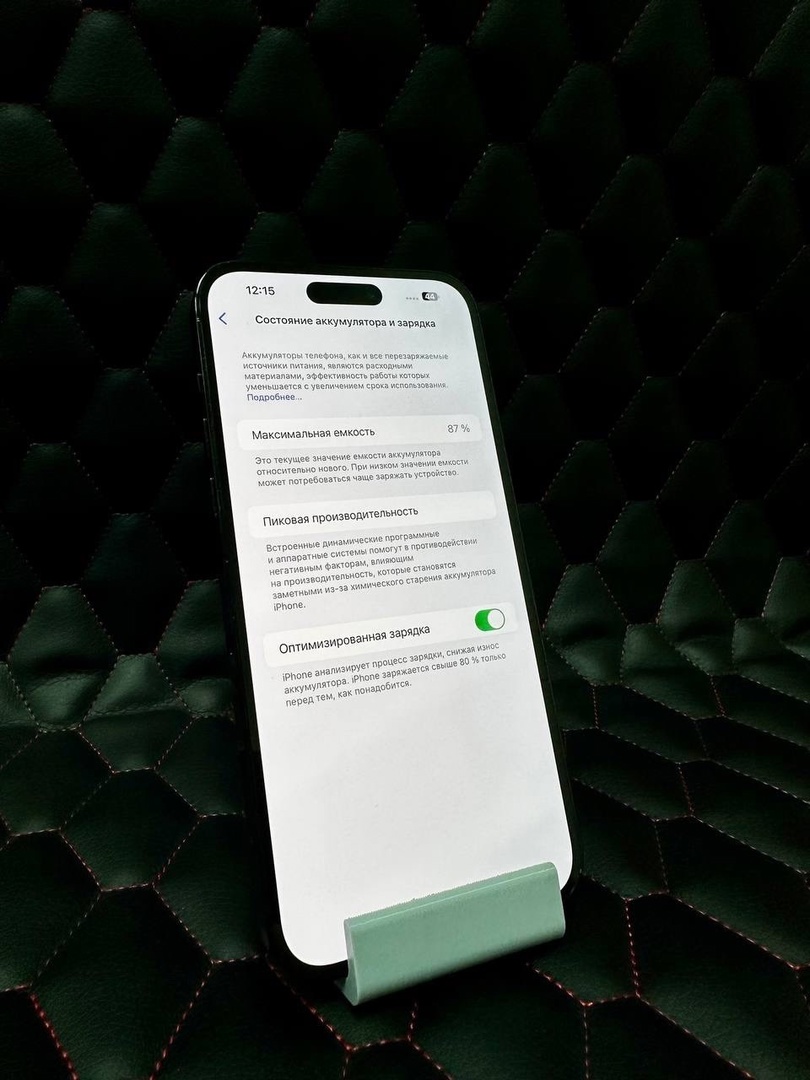 12:15
44
Состояние аккумулятора и зарядка
Аккумуляторы телефона, как и все перезаряжаемые
источники питания, являются расходными
материалами, эффективность работы которых
уменьшается с увеличением срока использования.
Подробнее...
Максимальная емкость 87 %
Это текущее значение емкости аккумулятора
относительно нового. При низком значении емкости
может потребоваться чаще заряжать устройство.
Пиковая производительность
Встроенные динамические программные
и аппаратные системы помогут в противодействии
негативным факторам, влияющим
на производительность, которые становятся
заметными из-за химического старения аккумулятора
iPhone.
Оптимизированная зарядка
iPhone анализирует процесс зарядки, снижая износ
аккумулятора. iPhone заряжается свыше 80 % только
перед тем, как понадобится.